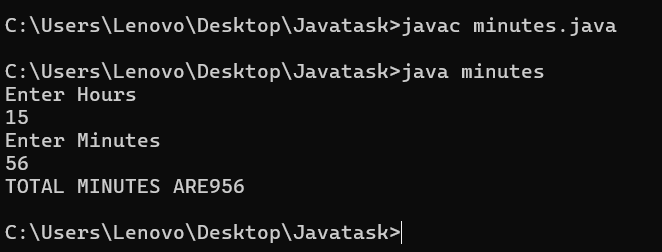 C:\Users\Lenovo\Desktop\Javatask>javac minutes.java
C:\Users\Lenovo\Desktop\Javatask>java minutes
Enter Hours
15
Enter Minutes
56
TOTAL MINUTES ARE956
C:\Users\Lenovo\Desktop\Javatask>